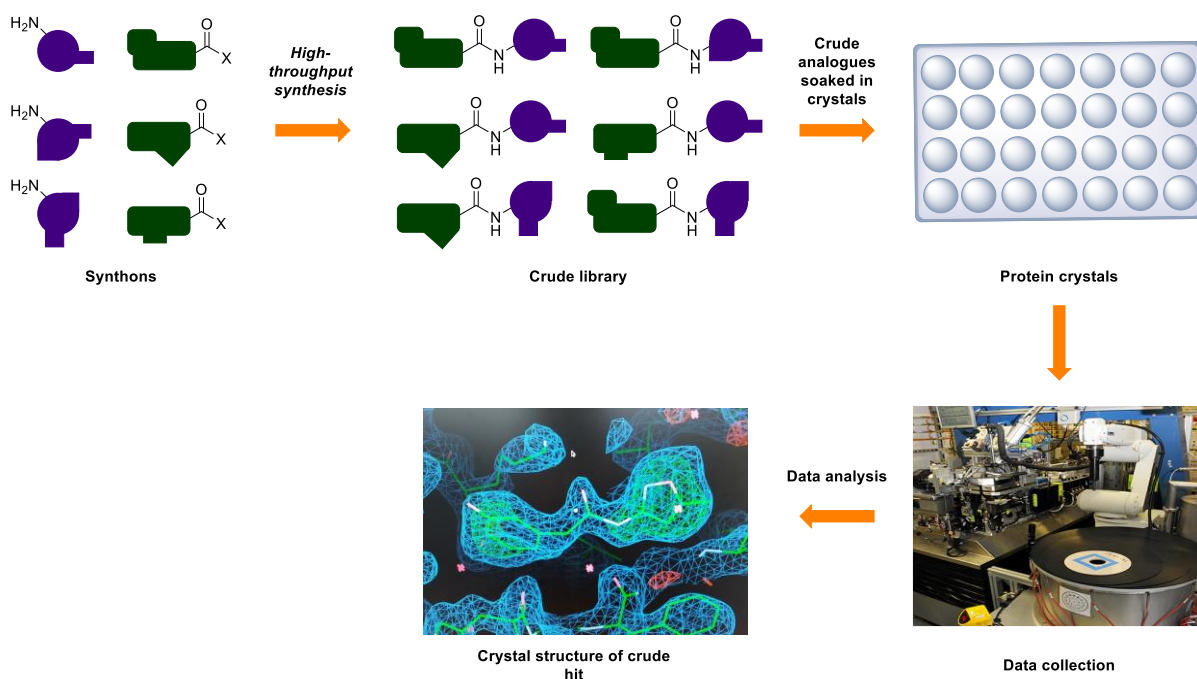 H2N
O
X
H2N
O
X
H2N
O
X
Synthons
High-
throughput
synthesis
O
N
H
O
N
H
O
N
H
O
N
H
O
N
H
O
N
H
Crude library
Crude
analogues
soaked in
crystals
Protein crystals
Data collection
Data analysis
Crystal structure of crude
hit